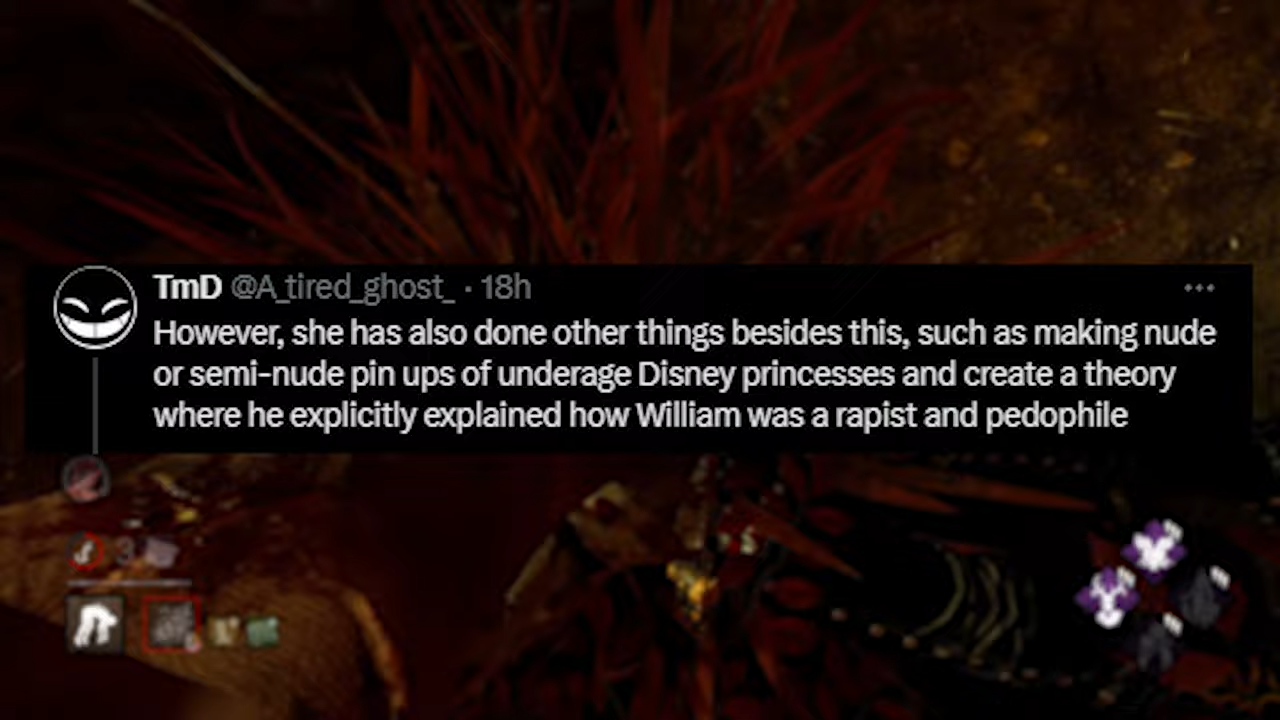 TmD @A_tired_ghost_ · 18h
However, she has also done other things besides this, such as making nude
or semi-nude pin ups of underage Disney princesses and create a theory
where he explicitly explained how William was a rapist and pedophile
3